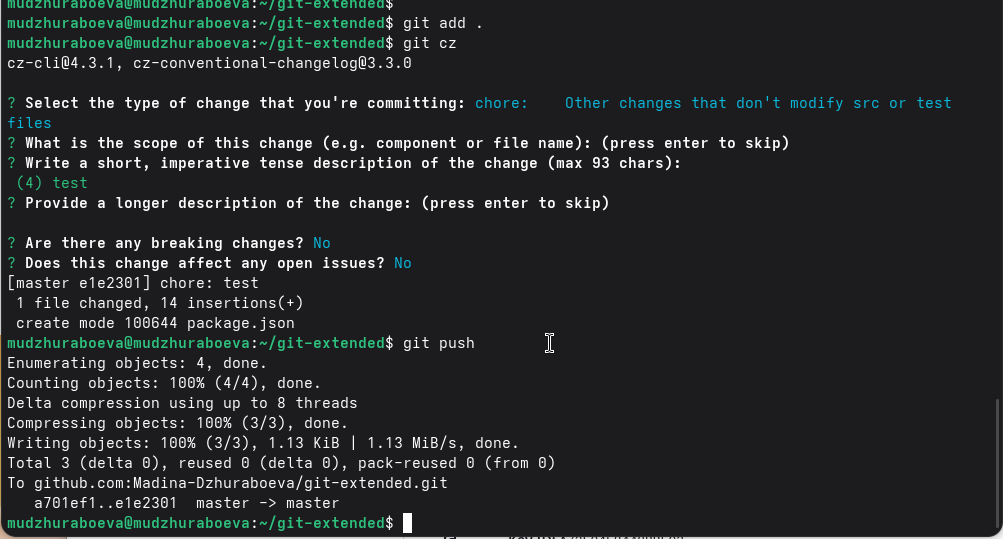 mudzhuraboeva@mudzhuraboeva:~/git-extended$
mudzhuraboeva@mudzhuraboeva:~/git-extended$ git add .
mudzhuraboeva@mudzhuraboeva:~/git-extended$ git cz
cz-cli@4.3.1, cz-conventional-changelog@3.3.0
? Select the type of change that you're committing: chore:    Other changes that don't modify src or test
files
? What is the scope of this change (e.g. component or file name): (press enter to skip)
? Write a short, imperative tense description of the change (max 93 chars):
(4) test
? Provide a longer description of the change: (press enter to skip)
? Are there any breaking changes? No
? Does this change affect any open issues? No
[master e1e2301] chore: test
1 file changed, 14 insertions(+)
create mode 100644 package.json
mudzhuraboeva@mudzhuraboeva:~/git-extended$ git push
Enumerating objects: 4, done.
Counting objects: 100% (4/4), done.
Delta compression using up to 8 threads
Compressing objects: 100% (3/3), done.
Writing objects: 100% (3/3), 1.13 KiB | 1.13 MiB/s, done.
Total 3 (delta 0), reused 0 (delta 0), pack-reused 0 (from 0)
To github.com:Madina-Dzhuraboeva/git-extended.git
a701ef1..e1e2301  master -> master
mudzhuraboeva@mudzhuraboeva:~/git-extended$